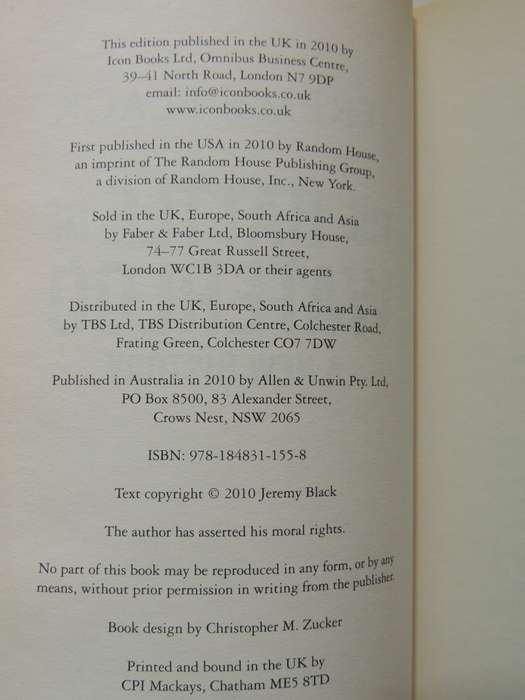 This edition published in the UK in 2010 by
Icon Books Ltd, Omnibus Business Centre,
39–41 North Road, London N7 9DP
email: info@iconbooks.co.uk
www.iconbooks.co.uk
First published in the USA in 2010 by Random House,
an imprint of The Random House Publishing Group,
a division of Random House, Inc., New York.
Sold in the UK, Europe, South Africa and Asia
by Faber & Faber Ltd, Bloomsbury House,
74–77 Great Russell Street,
London WC1B 3DA or their agents
Distributed in the UK, Europe, South Africa and Asia
by TBS Ltd, TBS Distribution Centre, Colchester Road,
Frating Green, Colchester CO7 7DW
Published in Australia in 2010 by Allen & Unwin Pty. Ltd,
PO Box 8500, 83 Alexander Street,
Crows Nest, NSW 2065
ISBN: 978-184831-155-8
Text copyright © 2010 Jeremy Black
The author has asserted his moral rights.
No part of this book may be reproduced in any form, or by any
means, without prior permission in writing from the publisher.
Book design by Christopher M. Zucker
Printed and bound in the UK by
CPI Mackays, Chatham ME5 8TD